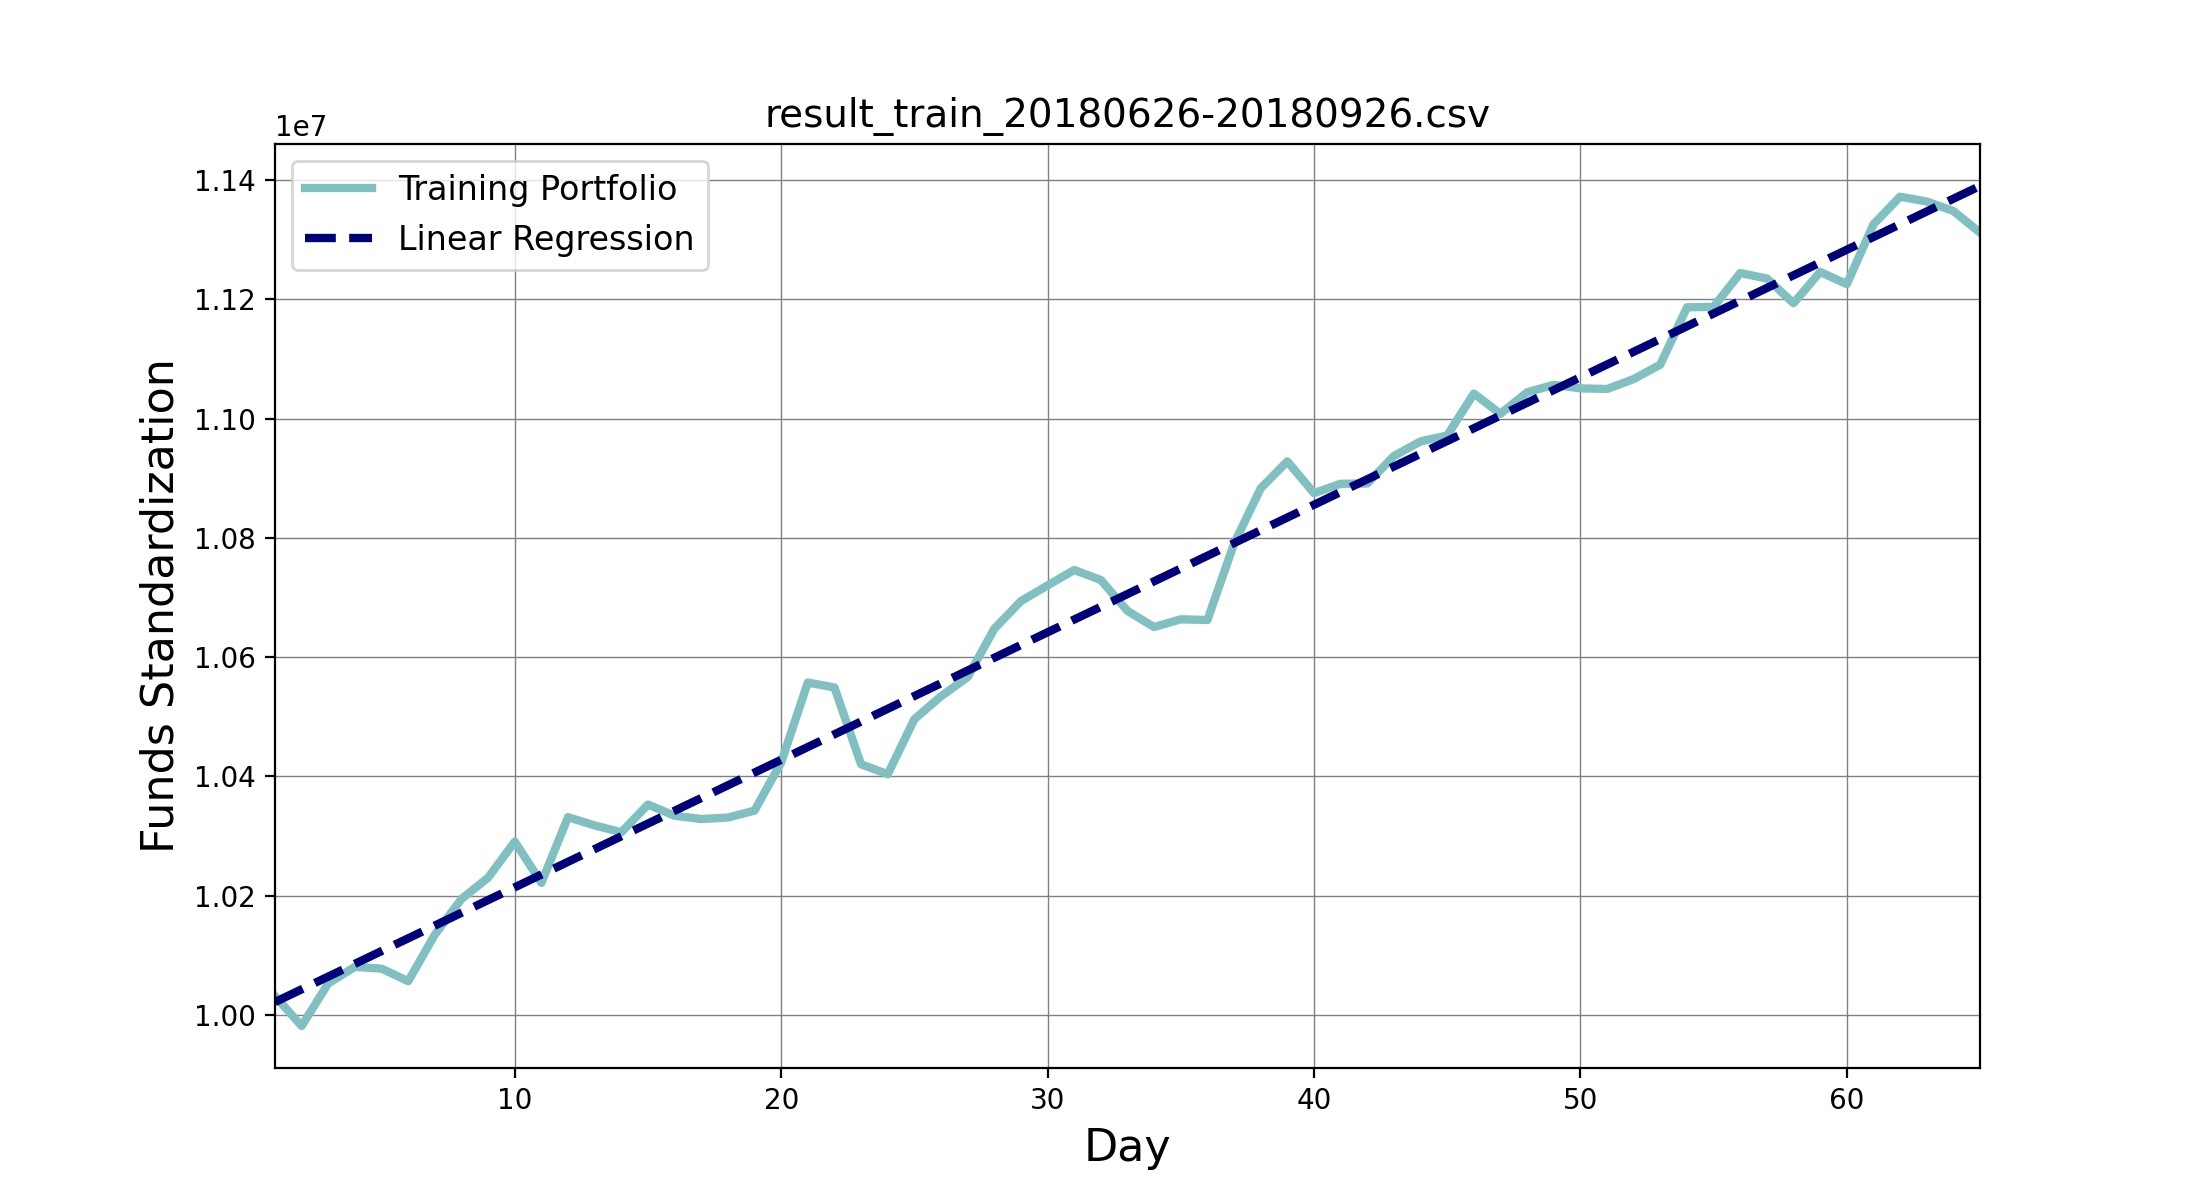 result_train_20180626-20180926.csv
1e7
Training Portfolio
Linear Regression
1.14
1.12
1.10
1.08
1.06
1.04
1.02
1.00
Funds Standardization
10 20 30 40 50 60
Day